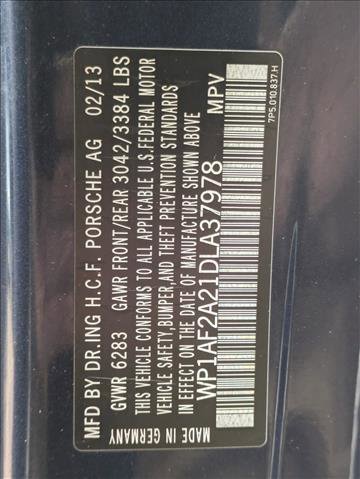 MFD BY DR.ING H.C.F. PORSCHE AG 02/13
GVWR 6283 GAWR FRONT/REAR 3042/3384 LBS
THIS VEHICLE CONFORMS TO ALL APPLICABLE U.S.FEDERAL MOTOR
VEHICLE SAFETY,BUMPER,AND THEFT PREVENTION STANDARDS
IN EFFECT ON THE DATE OF MANUFACTURE SHOWN ABOVE
WP1AF2A21DLA37978 MPV
MADE IN GERMANY 7P5.010.837.H